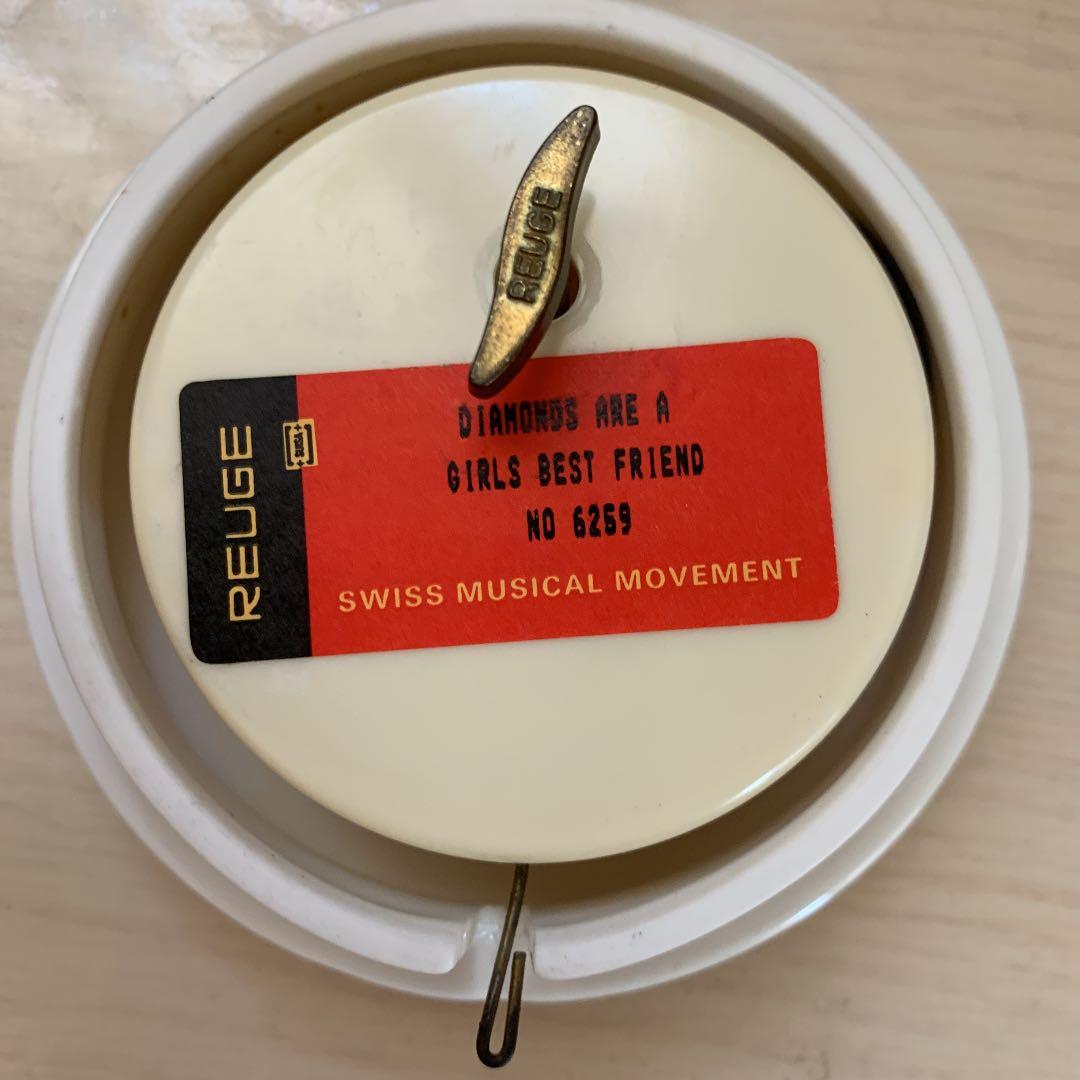 REUGE
REUGE
DIAMONDS ARE A
GIRLS BEST FRIEND
NO 6259
SWISS MUSICAL MOVEMENT